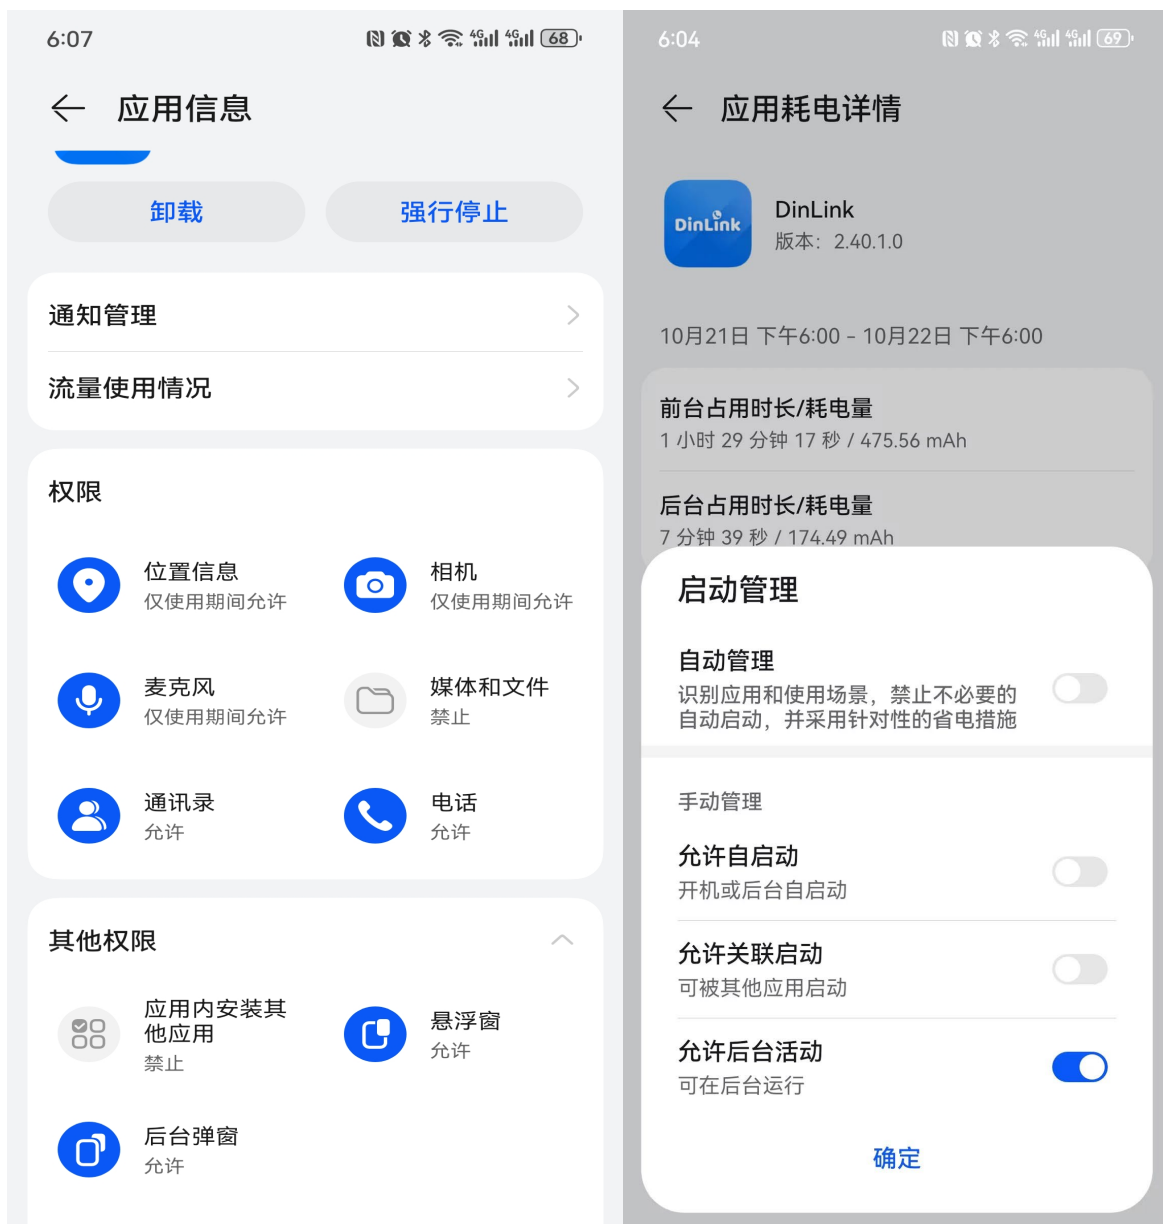 6:07
4G 4G 68
应用信息
卸载
强行停止
通知管理
流量使用情况
权限
位置信息
仅使用期间允许
相机
仅使用期间允许
麦克风
仅使用期间允许
媒体和文件
禁止
通讯录
允许
电话
允许
其他权限
应用内安装其
他应用
禁止
悬浮窗
允许
后台弹窗
允许
6:04
4G 4G 69
应用耗电详情
DinLink
DinLink
版本：2.40.1.0
10月21日 下午6:00 - 10月22日 下午6:00
前台占用时长/耗电量
1 小时 29 分钟 17 秒 / 475.56 mAh
后台占用时长/耗电量
7 分钟 39 秒 / 174.49 mAh
启动管理
自动管理
识别应用和使用场景，禁止不必要的
自动启动，并采用针对性的省电措施
手动管理
允许自启动
开机或后台自启动
允许关联启动
可被其他应用启动
允许后台活动
可在后台运行
确定